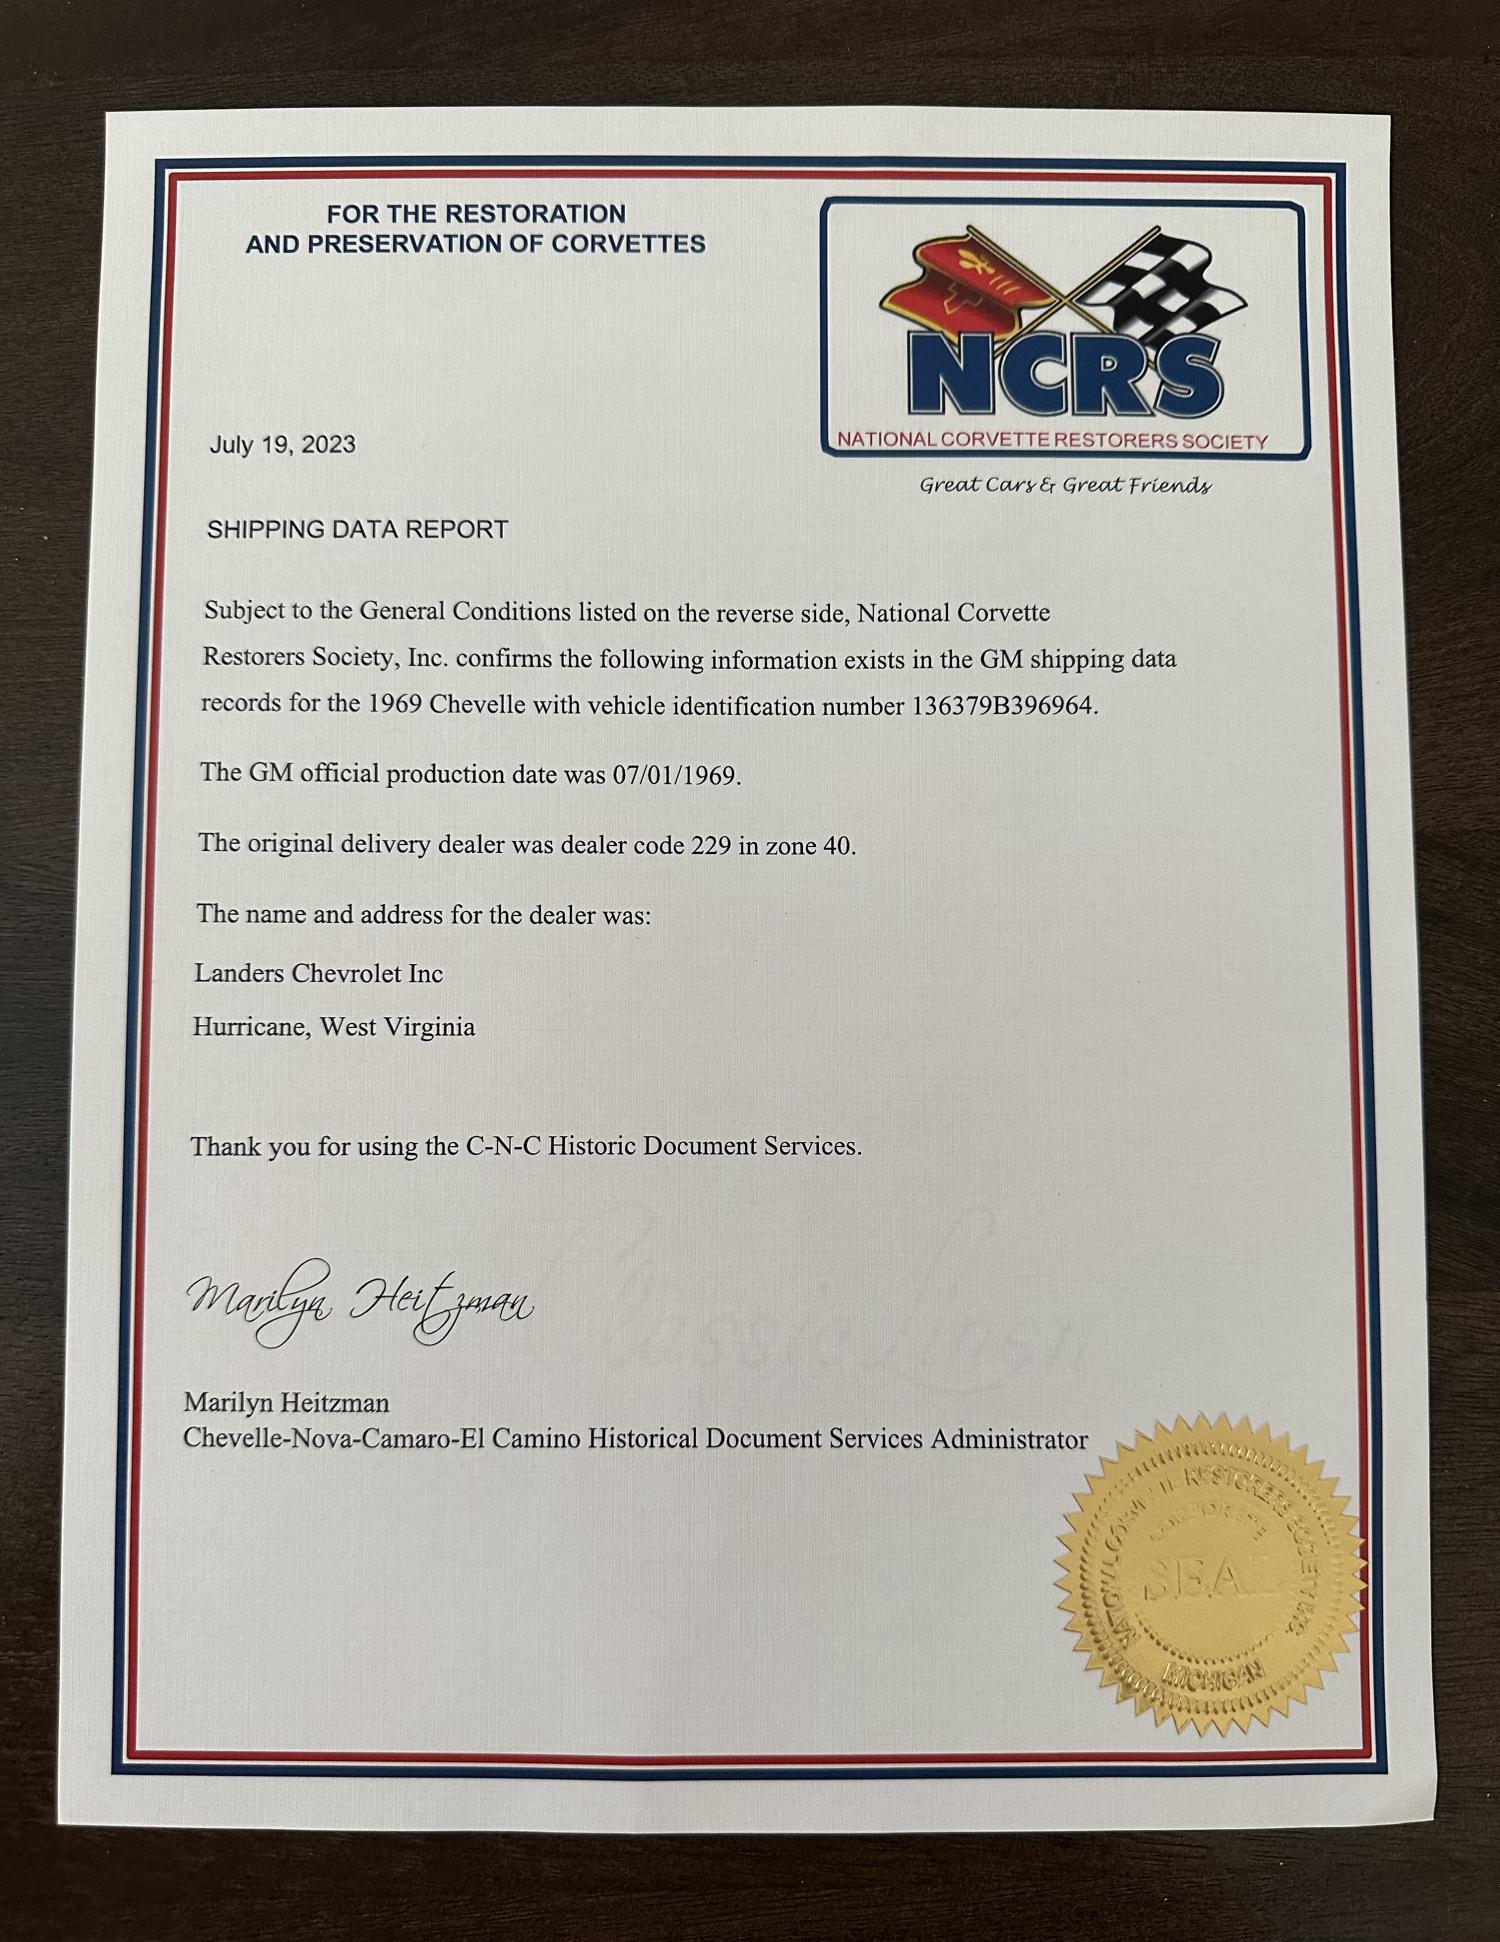 FOR THE RESTORATION
AND PRESERVATION OF CORVETTES
NCRS
NATIONAL CORVETTE RESTORERS SOCIETY
Great Cars & Great Friends
July 19, 2023
SHIPPING DATA REPORT
Subject to the General Conditions listed on the reverse side, National Corvette
Restorers Society, Inc. confirms the following information exists in the GM shipping data
records for the 1969 Chevelle with vehicle identification number 136379B396964.
The GM official production date was 07/01/1969.
The original delivery dealer was dealer code 229 in zone 40.
The name and address for the dealer was:
Landers Chevrolet Inc
Hurricane, West Virginia
Thank you for using the C-N-C Historic Document Services.
Marilyn Heitzman
Marilyn Heitzman
Chevelle-Nova-Camaro-El Camino Historical Document Services Administrator
NATIONAL CORVETTE RESTORERS SOCIETY INC.
CORPORATE
SEAL
MICHIGAN